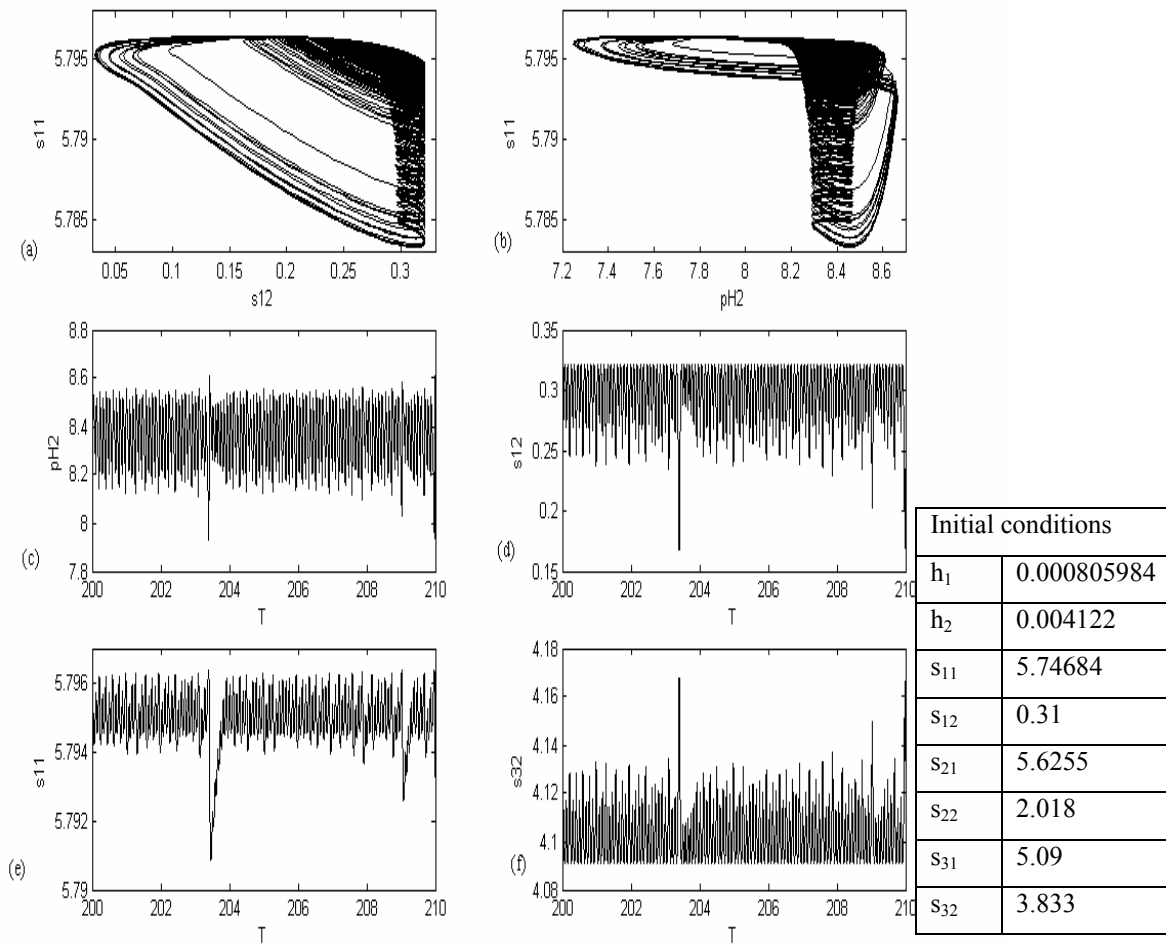 5.795
5.79
5.785
s11
(a)
0.05 0.1 0.15 0.2 0.25 0.3
s12
5.795
5.79
5.785
s11
(b)
7.2 7.4 7.6 7.8 8 8.2 8.4 8.6
pH2
8.8
8.6
8.4
8.2
8
7.8
pH2
(c)
200 202 204 206 208 210
T
0.35
0.3
0.25
0.2
0.15
s12
(d)
200 202 204 206 208 210
T
5.796
5.794
5.792
5.79
s11
(e)
200 202 204 206 208 210
T
4.18
4.16
4.14
4.12
4.1
4.08
s32
(f)
200 202 204 206 208 210
T
Initial conditions
h₁ 0.000805984
h₂ 0.004122
s₁₁ 5.74684
s₁₂ 0.31
s₂₁ 5.6255
s₂₂ 2.018
s₃₁ 5.09
s₃₂ 3.833